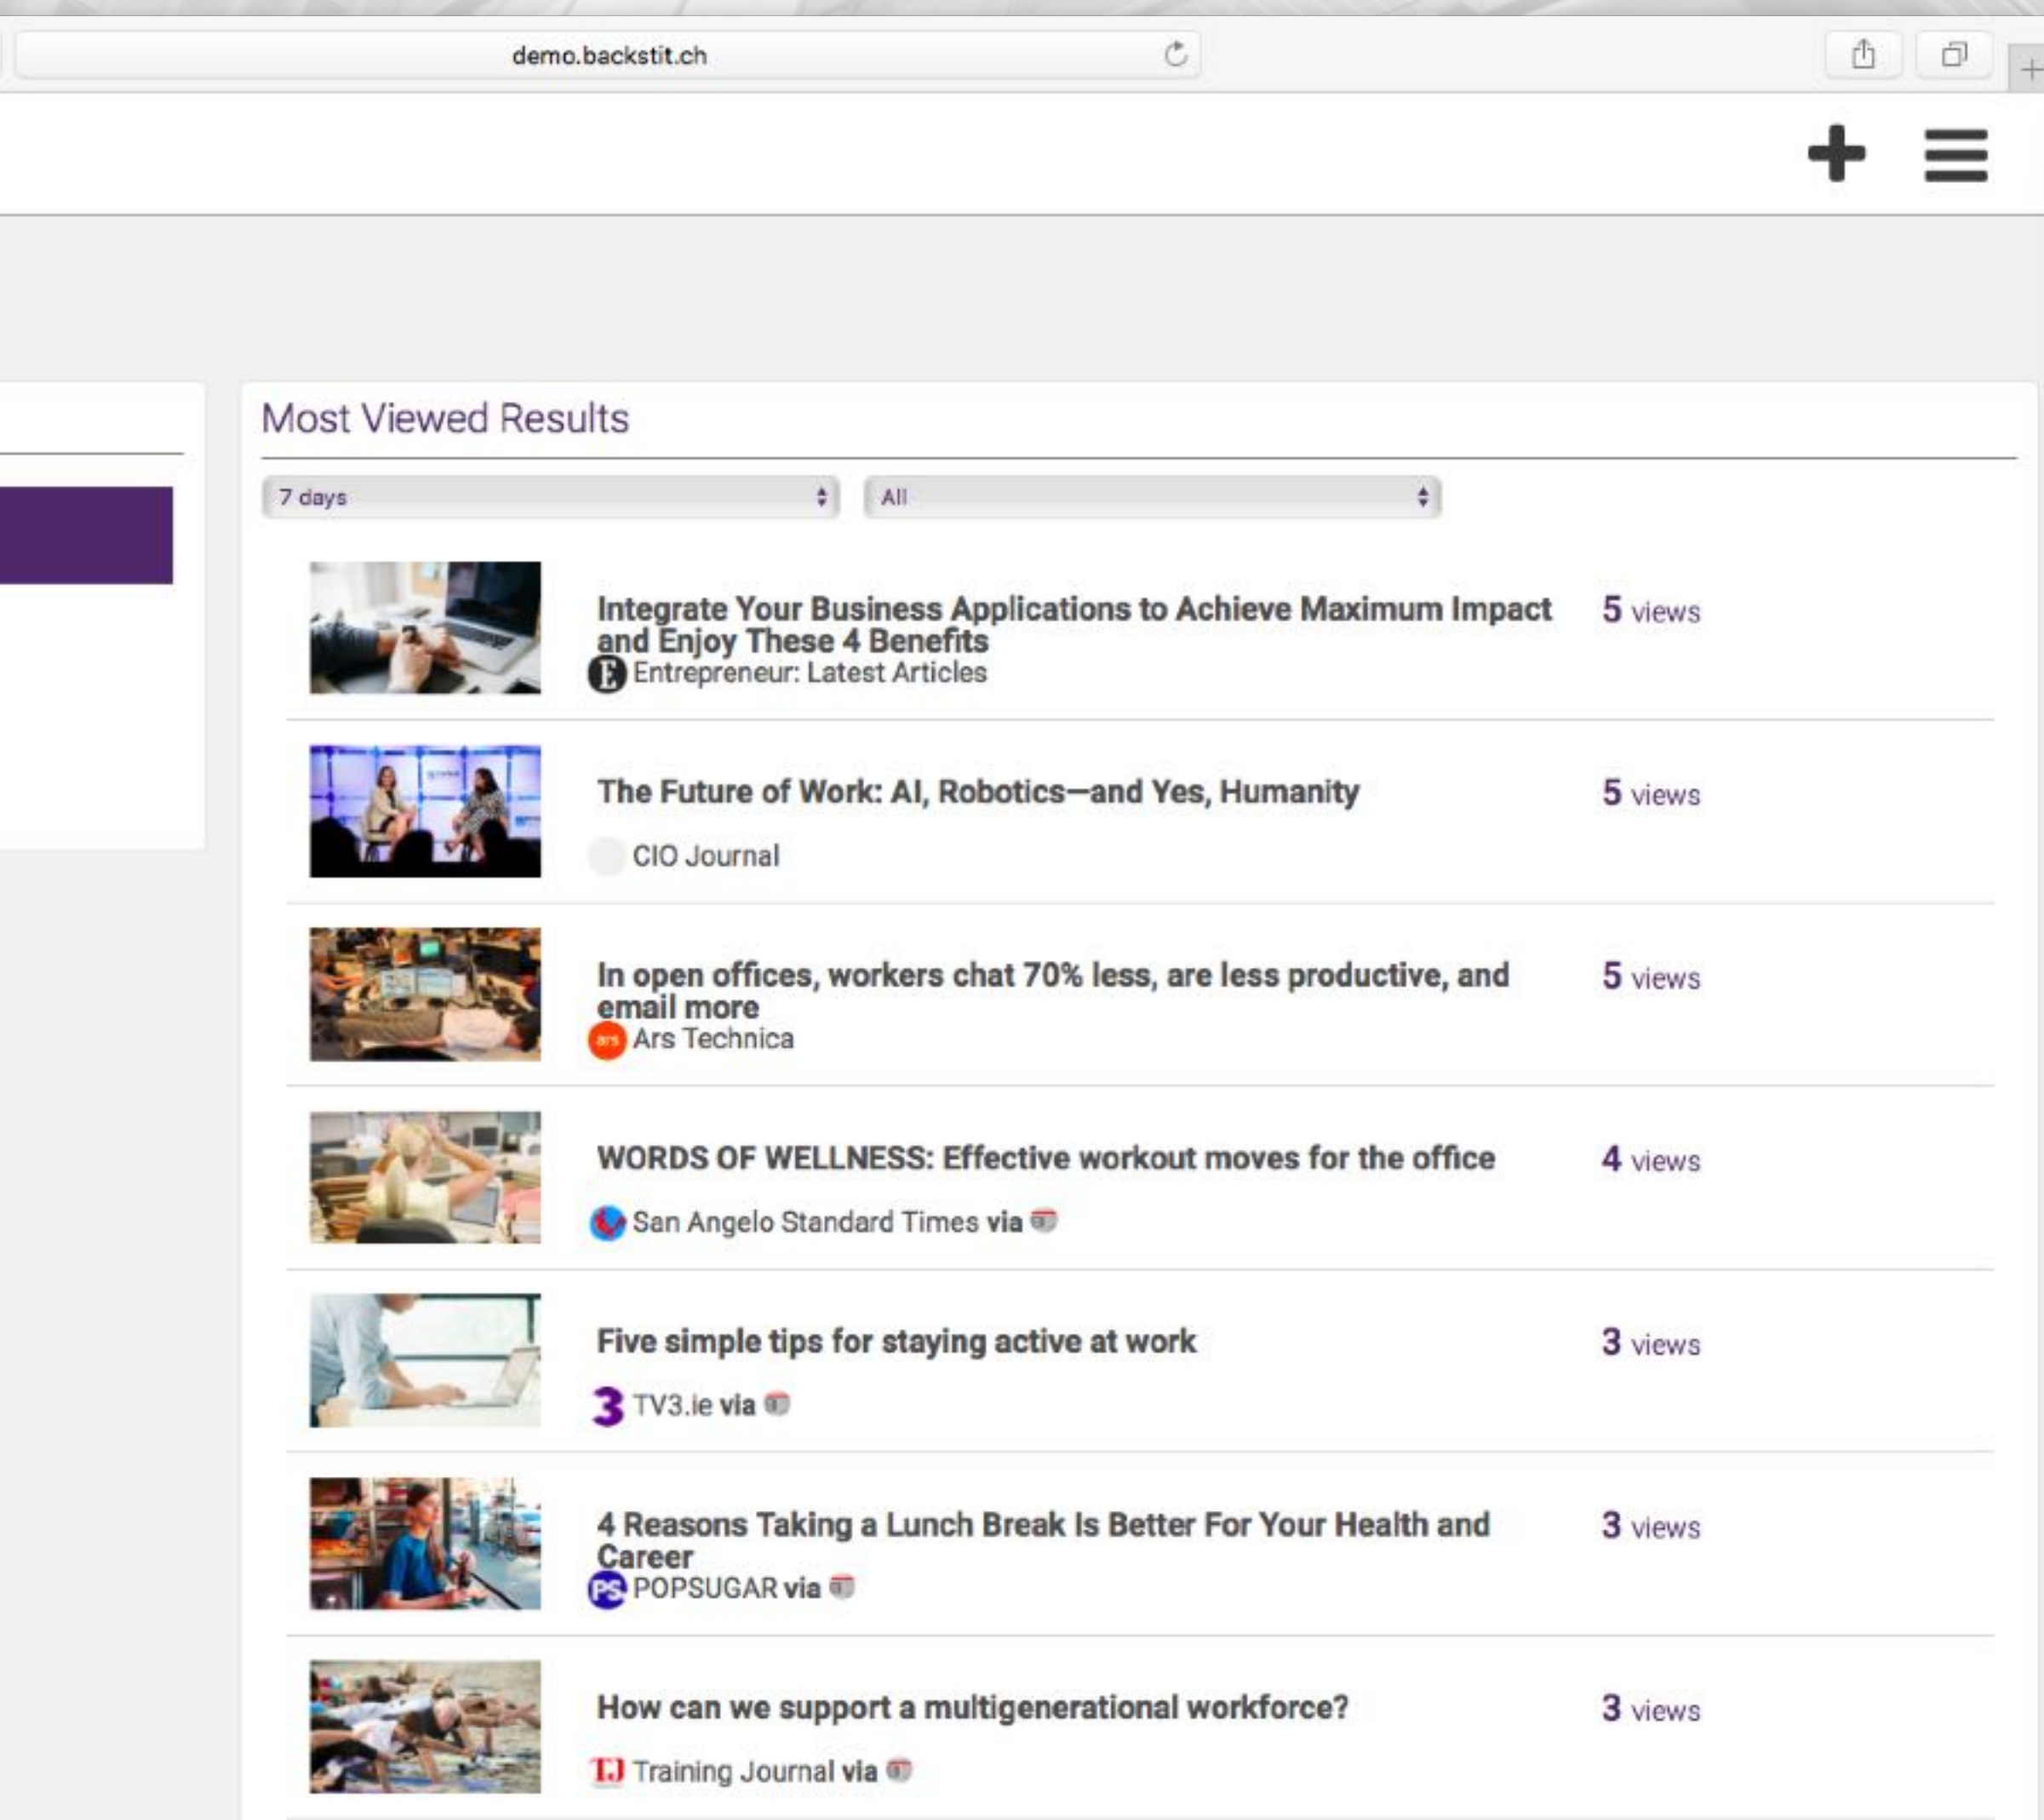 demo.backstit.ch
Most Viewed Results
7 days
All
Integrate Your Business Applications to Achieve Maximum Impact
and Enjoy These 4 Benefits
5 views
E Entrepreneur: Latest Articles
The Future of Work: AI, Robotics—and Yes, Humanity
5 views
CIO Journal
In open offices, workers chat 70% less, are less productive, and
email more
5 views
ars Ars Technica
WORDS OF WELLNESS: Effective workout moves for the office
4 views
San Angelo Standard Times via
Five simple tips for staying active at work
3 views
3 TV3.ie via
4 Reasons Taking a Lunch Break Is Better For Your Health and
Career
3 views
PS POPSUGAR via
How can we support a multigenerational workforce?
3 views
TJ Training Journal via